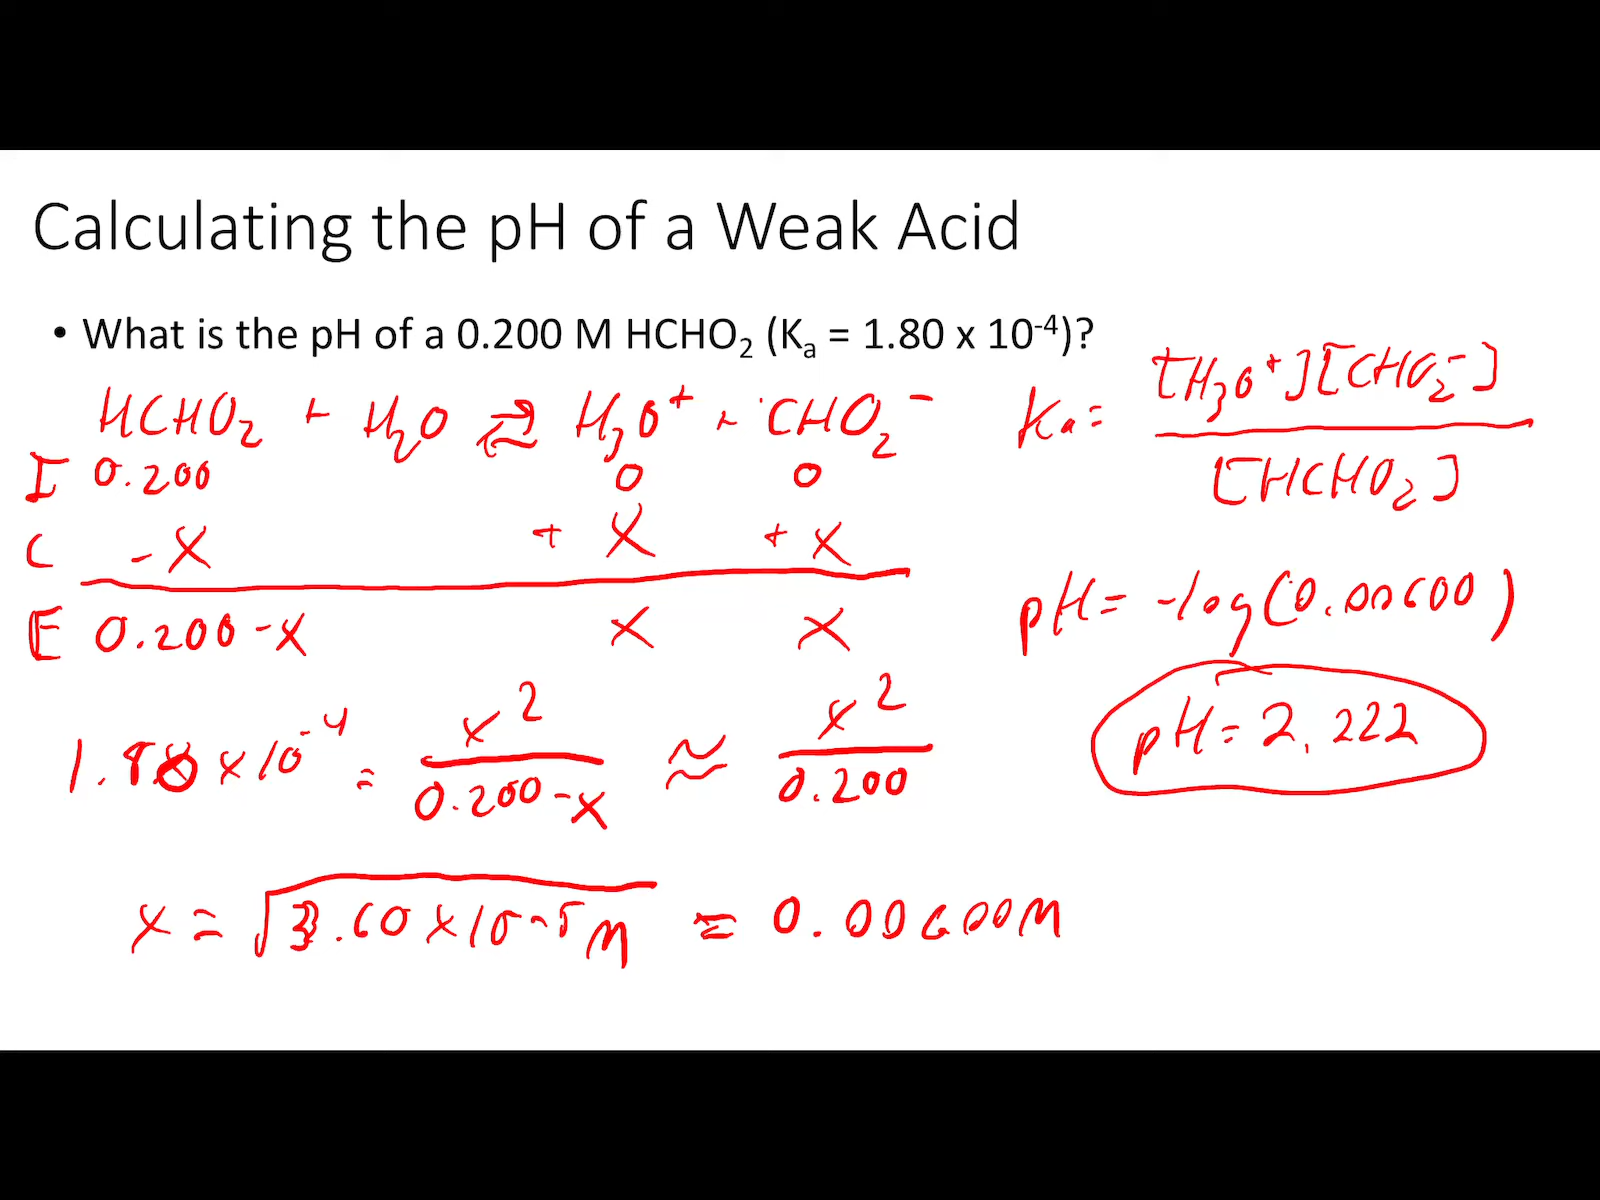 Calculating the pH of a Weak Acid
• What is the pH of a 0.200 M HCHO₂ (Kₐ = 1.80 x 10⁻⁴)?
HCHO₂ + H₂O ⇌ H₃O⁺ + CHO₂⁻
I 0.200 0 0
C - x + x + x
E 0.200 - x x x
1.80 x 10⁻⁴ = x² / 0.200 - x ≈ x² / 0.200
x = √3.60 x 10⁻⁵ M = 0.00600 M
Kₐ = [H₃O⁺][CHO₂⁻] / [HCHO₂]
pH = -log(0.00600)
pH = 2.222